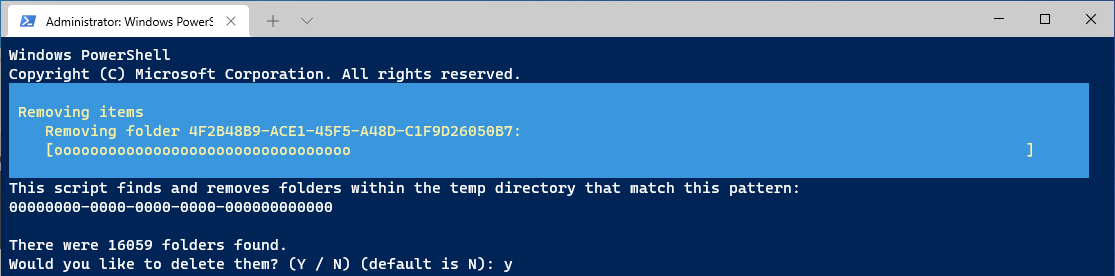 Administrator: Windows PowerS
Windows PowerShell
Copyright (C) Microsoft Corporation. All rights reserved.
Removing items
Removing folder 4F2B48B9-ACE1-45F5-A48D-C1F9D26050B7:
[ooooooooooooooooooooooooooooooooo ]
This script finds and removes folders within the temp directory that match this pattern:
00000000-0000-0000-0000-000000000000
There were 16059 folders found.
Would you like to delete them? (Y / N) (default is N): y